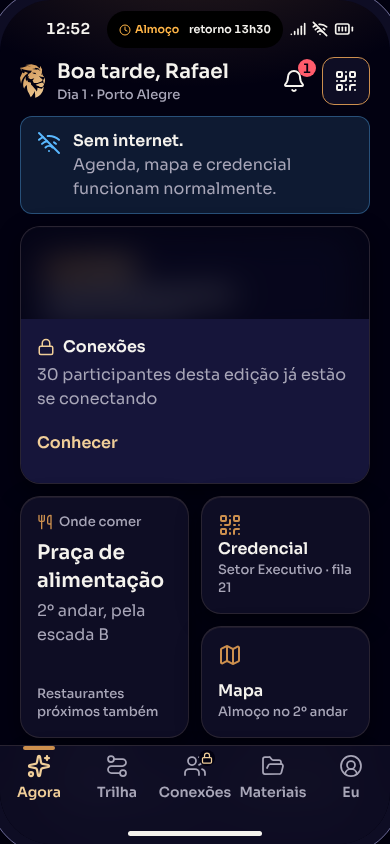 12:52
Almoço retorno 13h30
Boa tarde, Rafael
1
Dia 1 · Porto Alegre
Sem internet.
Agenda, mapa e credencial
funcionam normalmente.
Conexões
30 participantes desta edição já estão
se conectando
Conhecer
Onde comer
Praça de
alimentação
2º andar, pela
escada B
Restaurantes
próximos também
Credencial
Setor Executivo · fila
21
Mapa
Almoço no 2º andar
Agora
Trilha
Conexões
Materiais
Eu